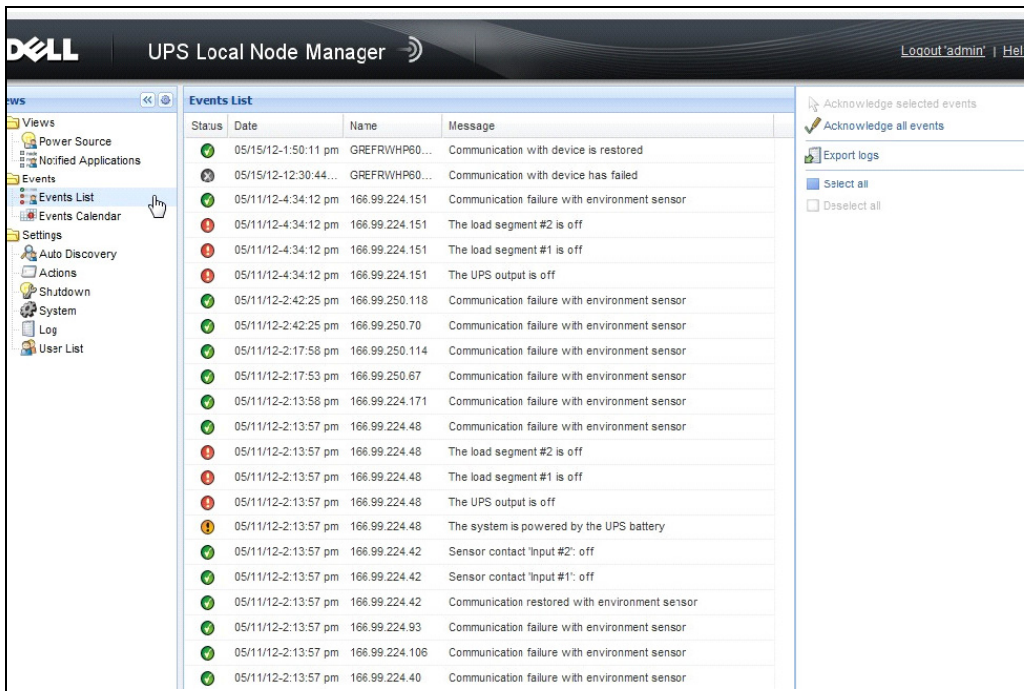 DELL UPS Local Node Manager Logout 'admin' | Hel
ews
Views
Power Source
Notified Applications
Events
Events List
Events Calendar
Settings
Auto Discovery
Actions
Shutdown
System
Log
User List
Events List
Status Date Name Message
05/15/12-1:50:11 pm GREFRWHP60... Communication with device is restored
05/15/12-12:30:44... GREFRWHP60... Communication with device has failed
05/11/12-4:34:12 pm 166.99.224.151 Communication failure with environment sensor
05/11/12-4:34:12 pm 166.99.224.151 The load segment #2 is off
05/11/12-4:34:12 pm 166.99.224.151 The load segment #1 is off
05/11/12-4:34:12 pm 166.99.224.151 The UPS output is off
05/11/12-2:42:25 pm 166.99.250.118 Communication failure with environment sensor
05/11/12-2:42:25 pm 166.99.250.70 Communication failure with environment sensor
05/11/12-2:17:58 pm 166.99.250.114 Communication failure with environment sensor
05/11/12-2:17:53 pm 166.99.250.67 Communication failure with environment sensor
05/11/12-2:13:58 pm 166.99.224.171 Communication failure with environment sensor
05/11/12-2:13:57 pm 166.99.224.48 Communication failure with environment sensor
05/11/12-2:13:57 pm 166.99.224.48 The load segment #2 is off
05/11/12-2:13:57 pm 166.99.224.48 The load segment #1 is off
05/11/12-2:13:57 pm 166.99.224.48 The UPS output is off
05/11/12-2:13:57 pm 166.99.224.48 The system is powered by the UPS battery
05/11/12-2:13:57 pm 166.99.224.42 Sensor contact 'Input #2': off
05/11/12-2:13:57 pm 166.99.224.42 Sensor contact 'Input #1': off
05/11/12-2:13:57 pm 166.99.224.42 Communication restored with environment sensor
05/11/12-2:13:57 pm 166.99.224.93 Communication failure with environment sensor
05/11/12-2:13:57 pm 166.99.224.106 Communication failure with environment sensor
05/11/12-2:13:57 pm 166.99.224.40 Communication failure with environment sensor
Acknowledge selected events
Acknowledge all events
Export logs
Select all
Deselect all